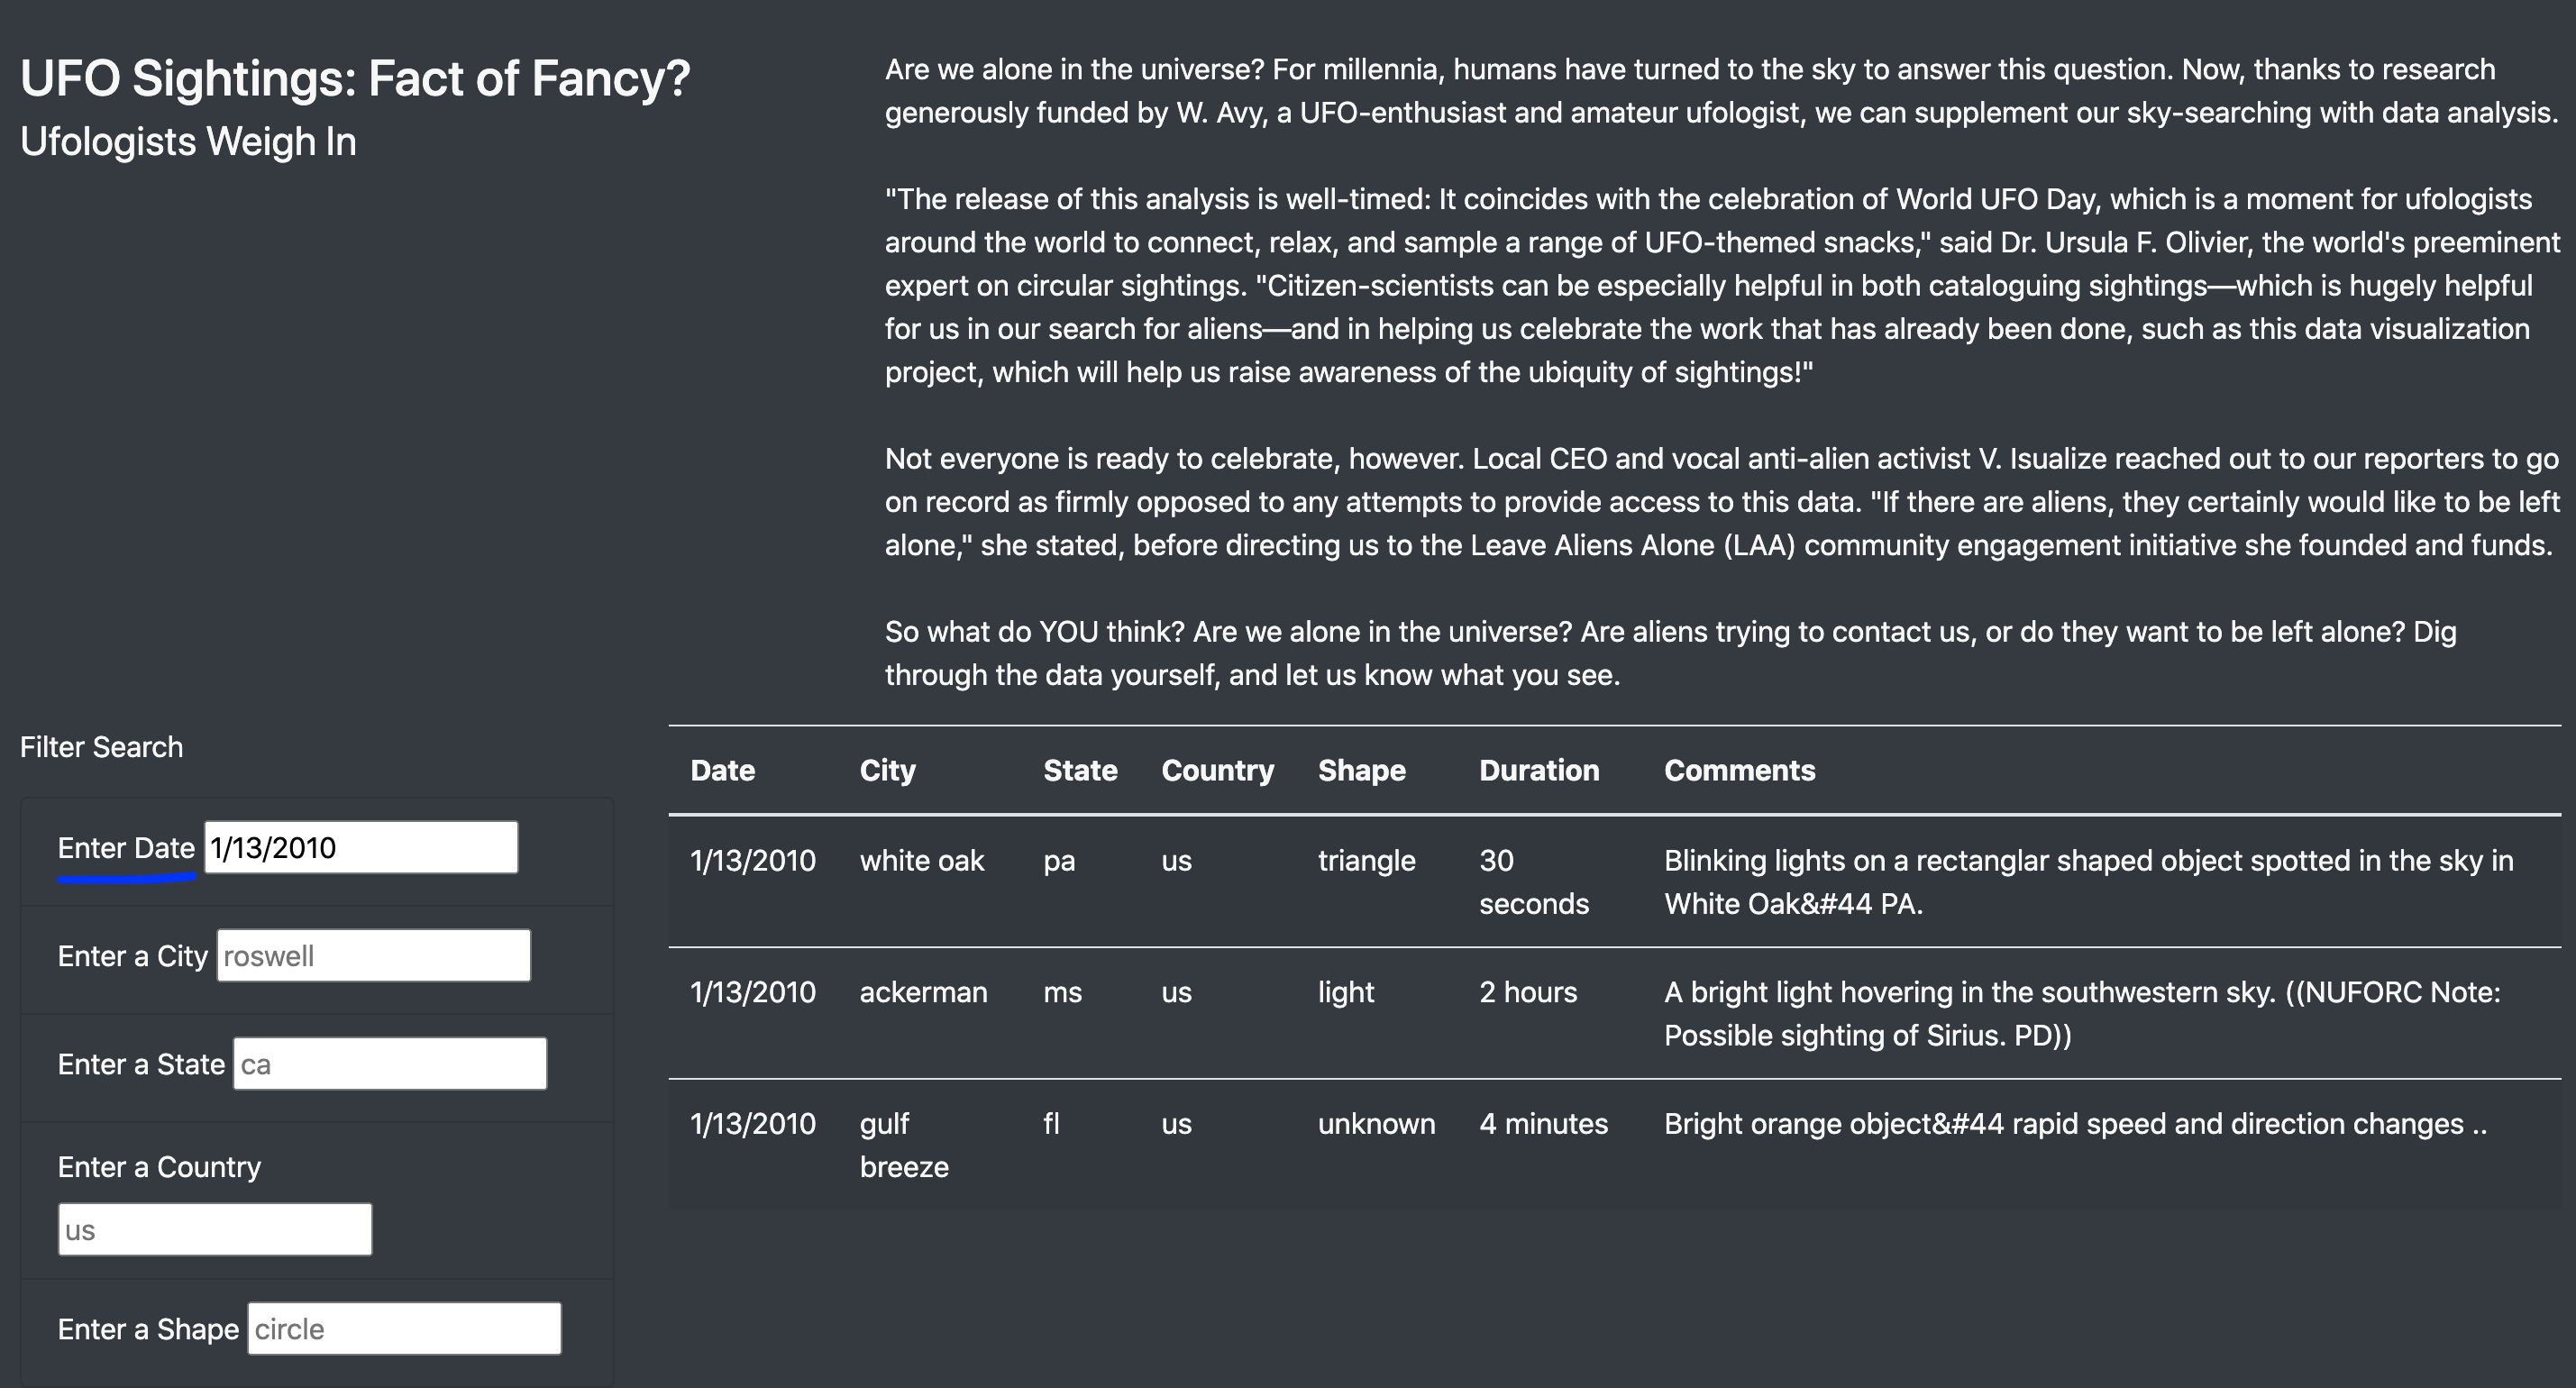 UFO Sightings: Fact of Fancy?
Ufologists Weigh In
Are we alone in the universe? For millennia, humans have turned to the sky to answer this question. Now, thanks to research
generously funded by W. Avy, a UFO-enthusiast and amateur ufologist, we can supplement our sky-searching with data analysis.
"The release of this analysis is well-timed: It coincides with the celebration of World UFO Day, which is a moment for ufologists
around the world to connect, relax, and sample a range of UFO-themed snacks," said Dr. Ursula F. Olivier, the world's preeminent
expert on circular sightings. "Citizen-scientists can be especially helpful in both cataloguing sightings—which is hugely helpful
for us in our search for aliens—and in helping us celebrate the work that has already been done, such as this data visualization
project, which will help us raise awareness of the ubiquity of sightings!"
Not everyone is ready to celebrate, however. Local CEO and vocal anti-alien activist V. Isualize reached out to our reporters to go
on record as firmly opposed to any attempts to provide access to this data. "If there are aliens, they certainly would like to be left
alone," she stated, before directing us to the Leave Aliens Alone (LAA) community engagement initiative she founded and funds.
So what do YOU think? Are we alone in the universe? Are aliens trying to contact us, or do they want to be left alone? Dig
through the data yourself, and let us know what you see.
Filter Search
Enter Date 1/13/2010
Enter a City roswell
Enter a State ca
Enter a Country
us
Enter a Shape circle
Date City State Country Shape Duration Comments
1/13/2010 white oak pa us triangle 30 Blinking lights on a rectanglar shaped object spotted in the sky in
seconds White Oak&#44 PA.
1/13/2010 ackerman ms us light 2 hours A bright light hovering in the southwestern sky. ((NUFORC Note:
Possible sighting of Sirius. PD))
1/13/2010 gulf fl us unknown 4 minutes Bright orange object&#44 rapid speed and direction changes ..
breeze